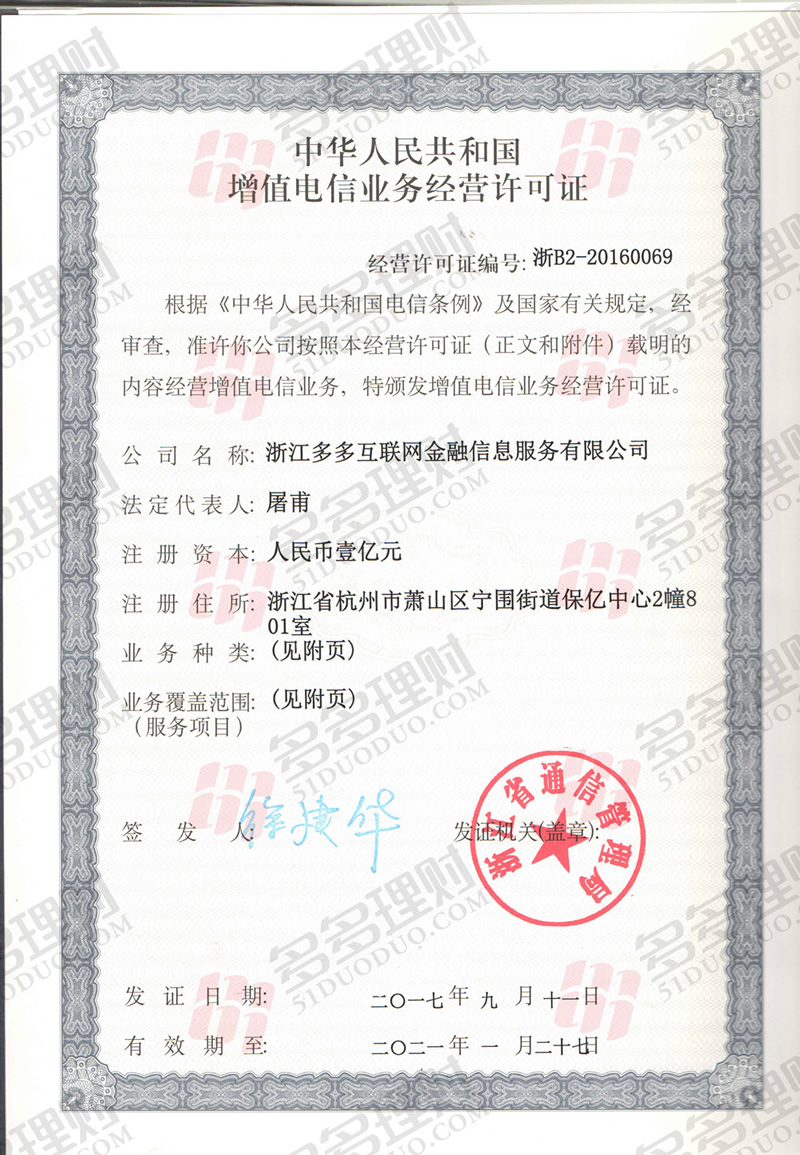 中华人民共和国
增值电信业务经营许可证
经营许可证编号: 浙B2-20160069
根据《中华人民共和国电信条例》及国家有关规定，经
审查，准许你公司按照本经营许可证（正文和附件）载明的
内容经营增值电信业务，特颁发增值电信业务经营许可证。
公司名称: 浙江多多互联网金融信息服务有限公司
法定代表人: 屠甫
注册资本: 人民币壹亿元
注册住所: 浙江省杭州市萧山区宁围街道保亿中心2幢8
01室
业务种类: (见附页)
业务覆盖范围: (见附页)
（服务项目）
签发人: 徐建华
发证机关(盖章):
浙江省通信管理局
发证日期: 二〇一七年九月十一日
有效期至: 二〇二一年一月二十七日
多多理财
51DUODUO.COM